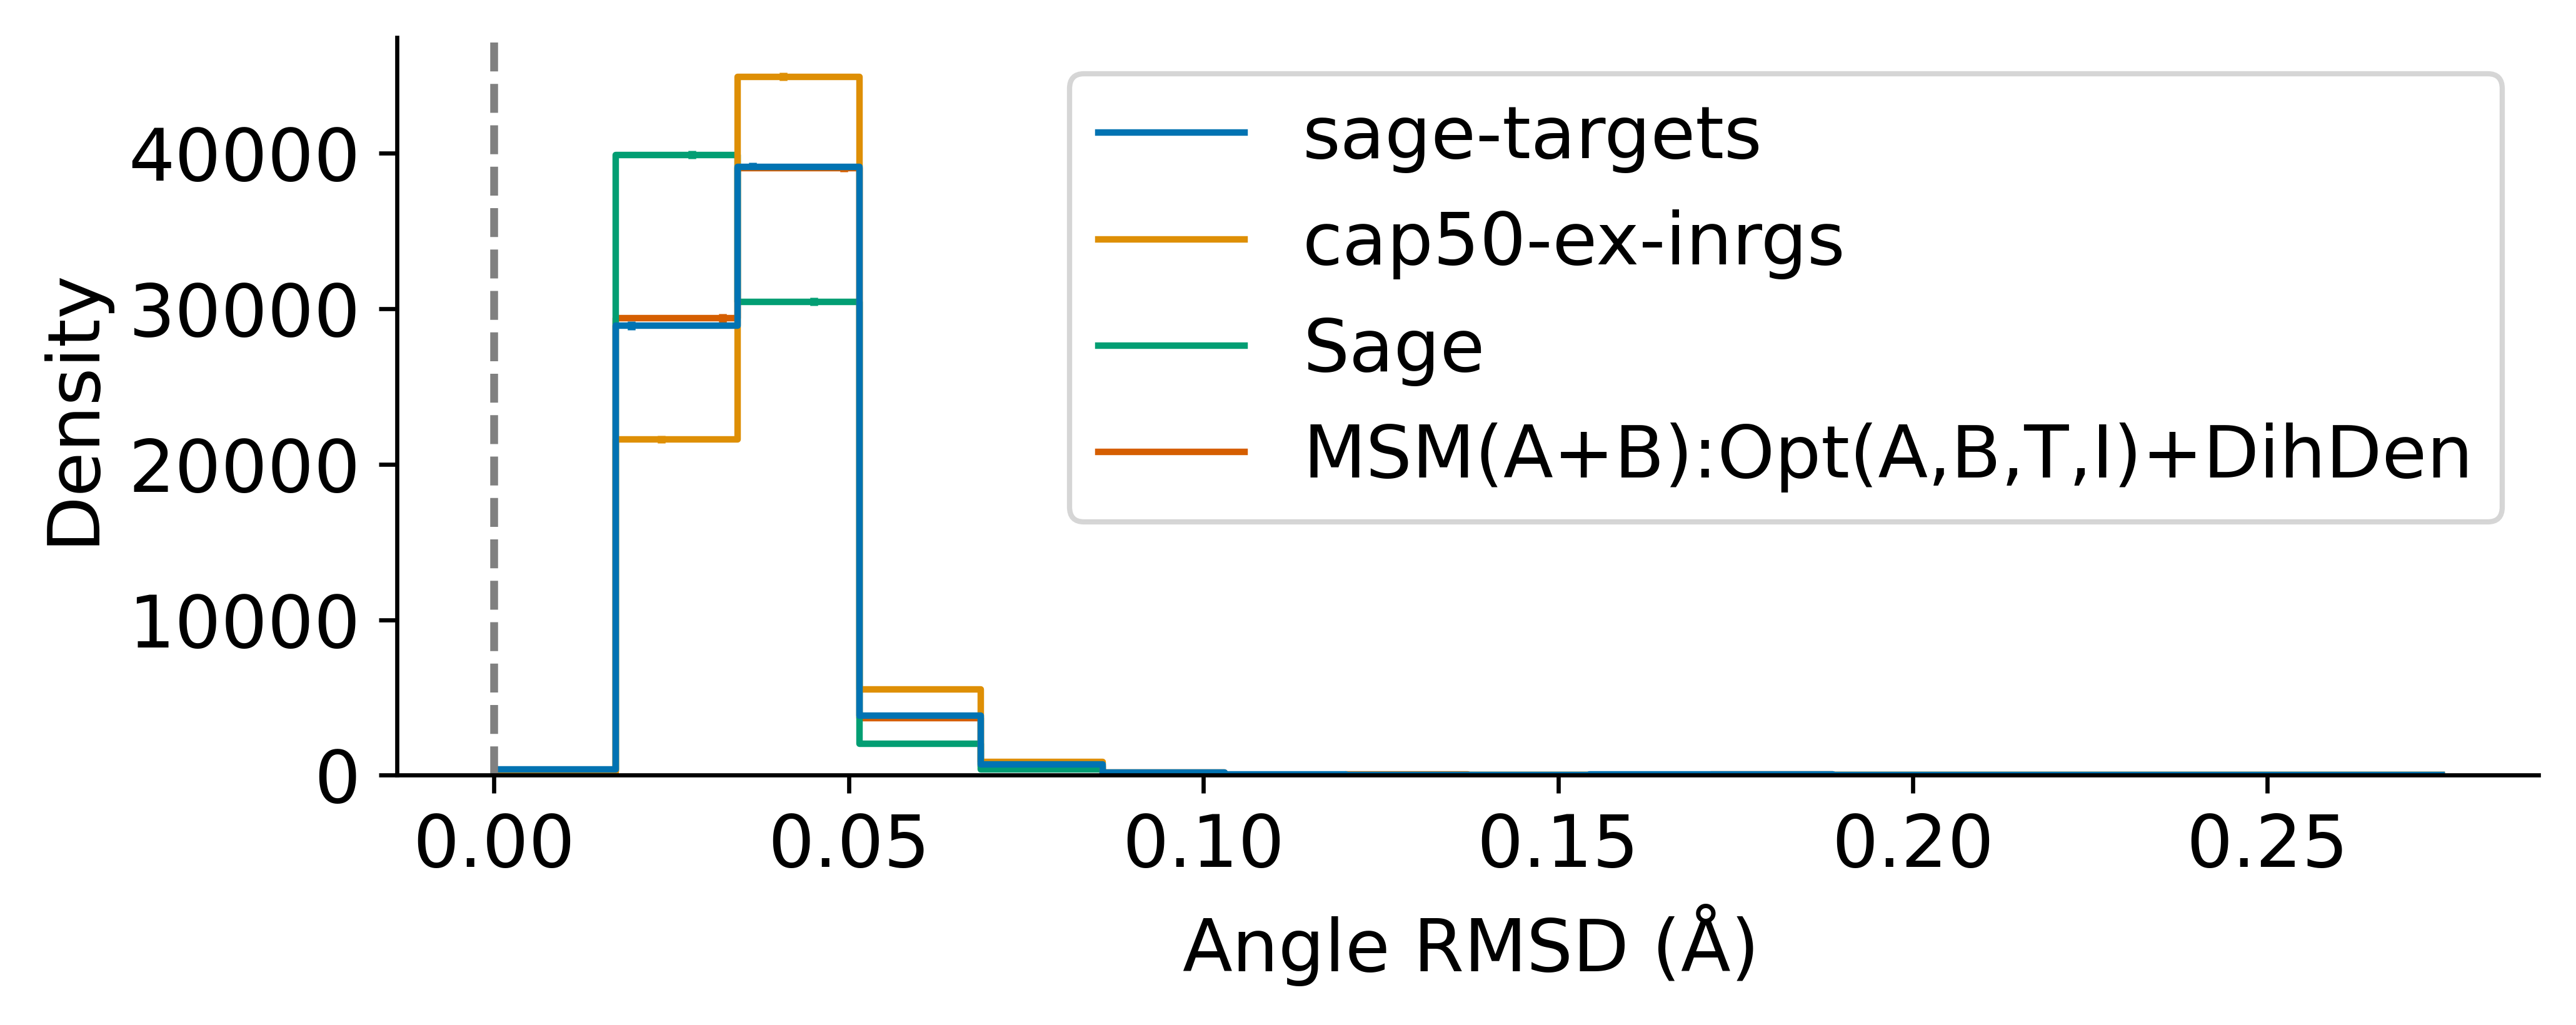 Density
40000
30000
20000
10000
0
sage-targets
cap50-ex-inrgs
Sage
MSM(A+B):Opt(A,B,T,I)+DihDen
0.00 0.05 0.10 0.15 0.20 0.25
Angle RMSD (Å)